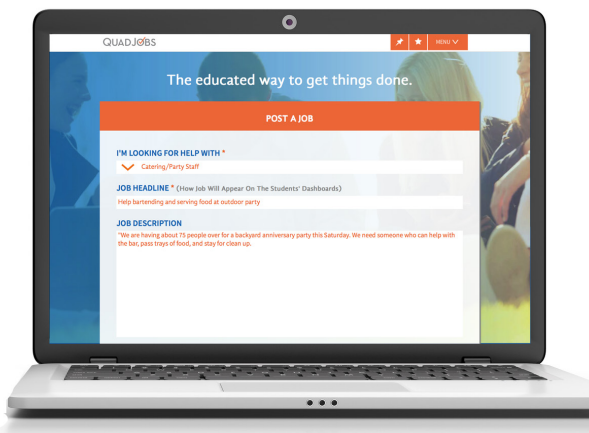 QUADJOBS
MENU
The educated way to get things done.
POST A JOB
I'M LOOKING FOR HELP WITH *
Catering/Party Staff
JOB HEADLINE * (How Job Will Appear On The Students' Dashboards)
Help bartending and serving food at outdoor party
JOB DESCRIPTION
"We are having about 75 people over for a backyard anniversary party this Saturday. We need someone who can help with
the bar, pass trays of food, and stay for clean up.